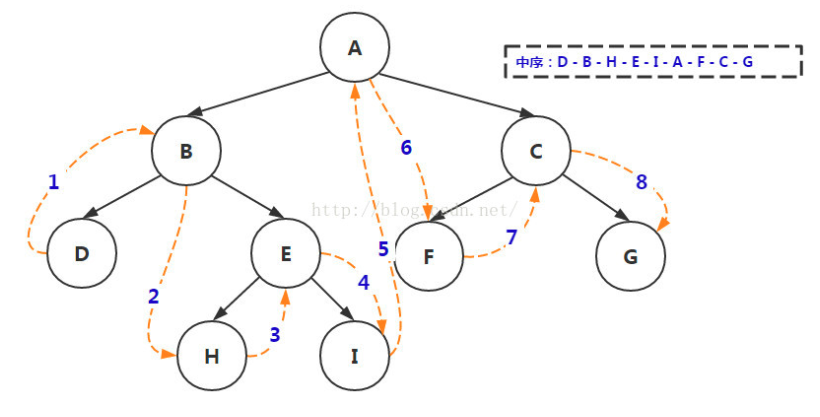 A
中序：D - B - H - E - I - A - F - C - G
6
B
C
1
8
http://blog.csdn.net/
D
E
5
F
7
G
2
4
3
H
I